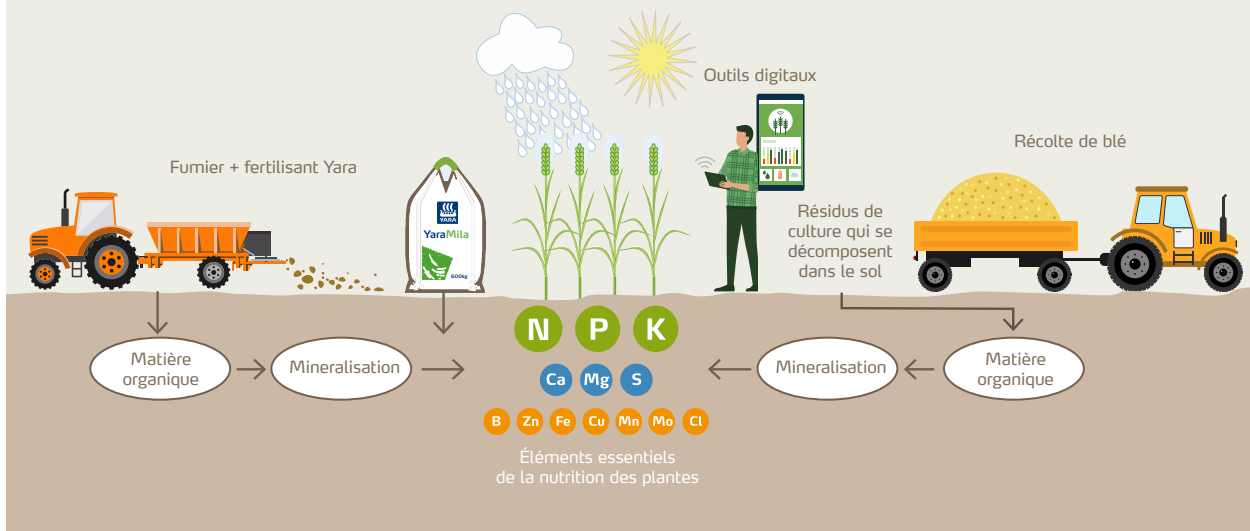 Outils digitaux
Fumier + fertilisant Yara
Récolte de blé
YARA
YaraMila
600kg
Résidus de
culture qui se
décomposent
dans le sol
N P K
Matière
organique
Mineralisation
Ca Mg S
Mineralisation
Matière
organique
B Zn Fe Cu Mn Mo Cl
Éléments essentiels
de la nutrition des plantes